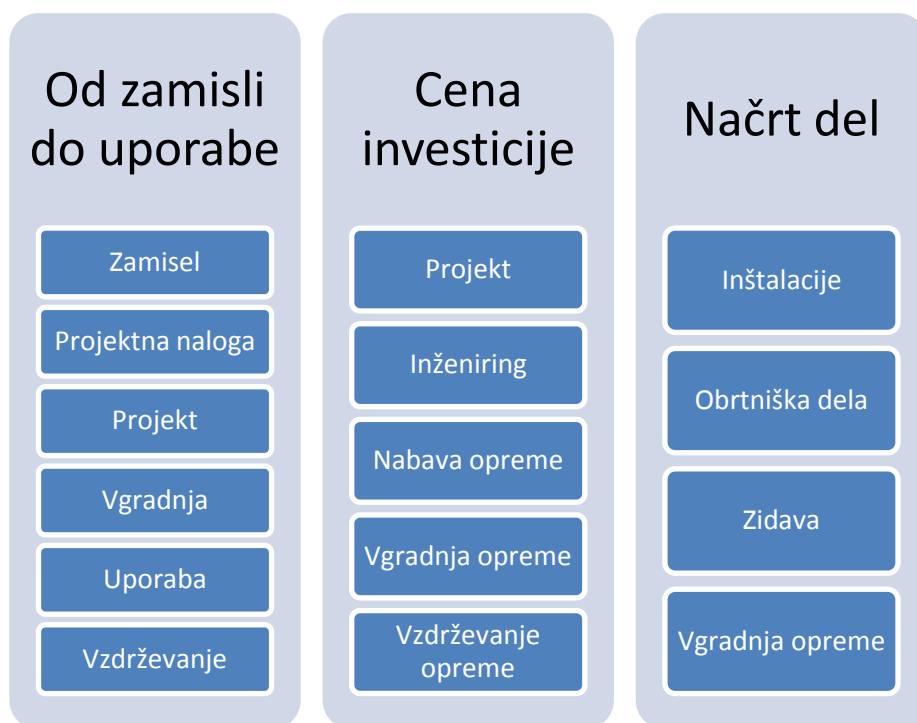 Od zamisli
do uporabe
Zamisel
Projektna naloga
Projekt
Vgradnja
Uporaba
Vzdrževanje
Cena
investicije
Projekt
Inženiring
Nabava opreme
Vgradnja opreme
Vzdrževanje
opreme
Načrt del
Inštalacije
Obrtniška dela
Zidava
Vgradnja opreme